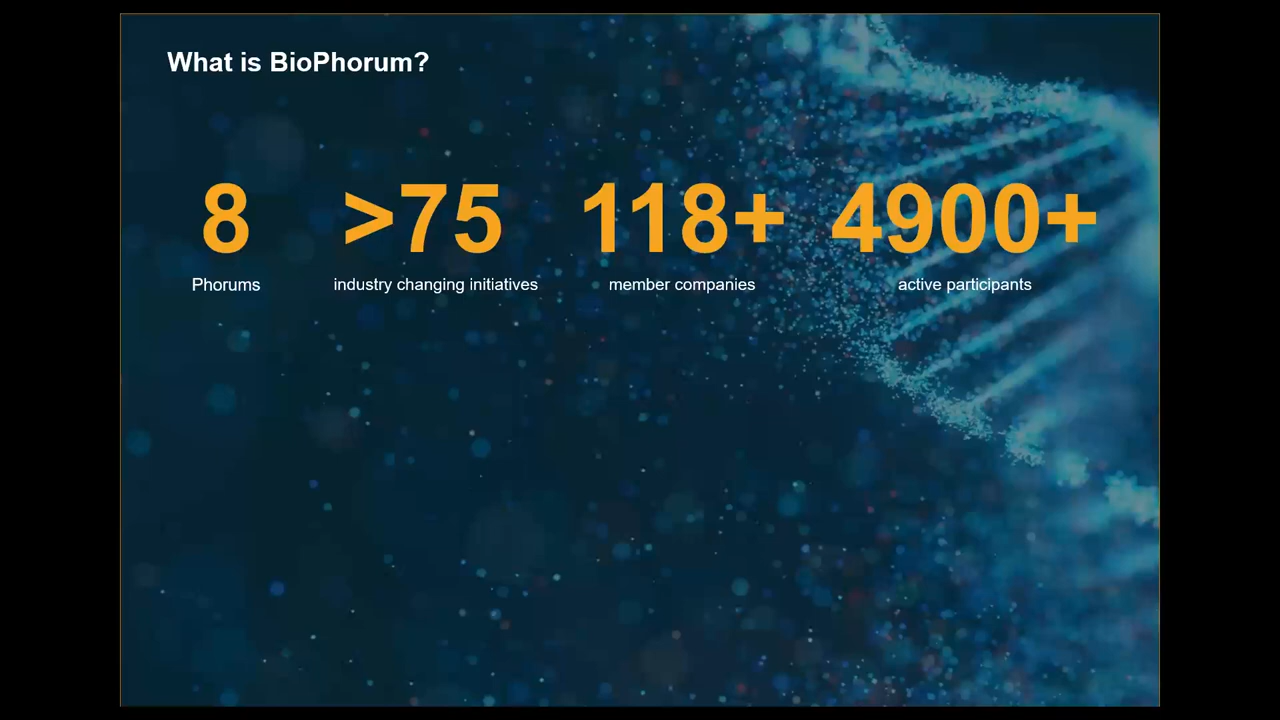 What is BioPhorum?
8 >75 118+ 4900+
Phorums industry changing initiatives member companies active participants